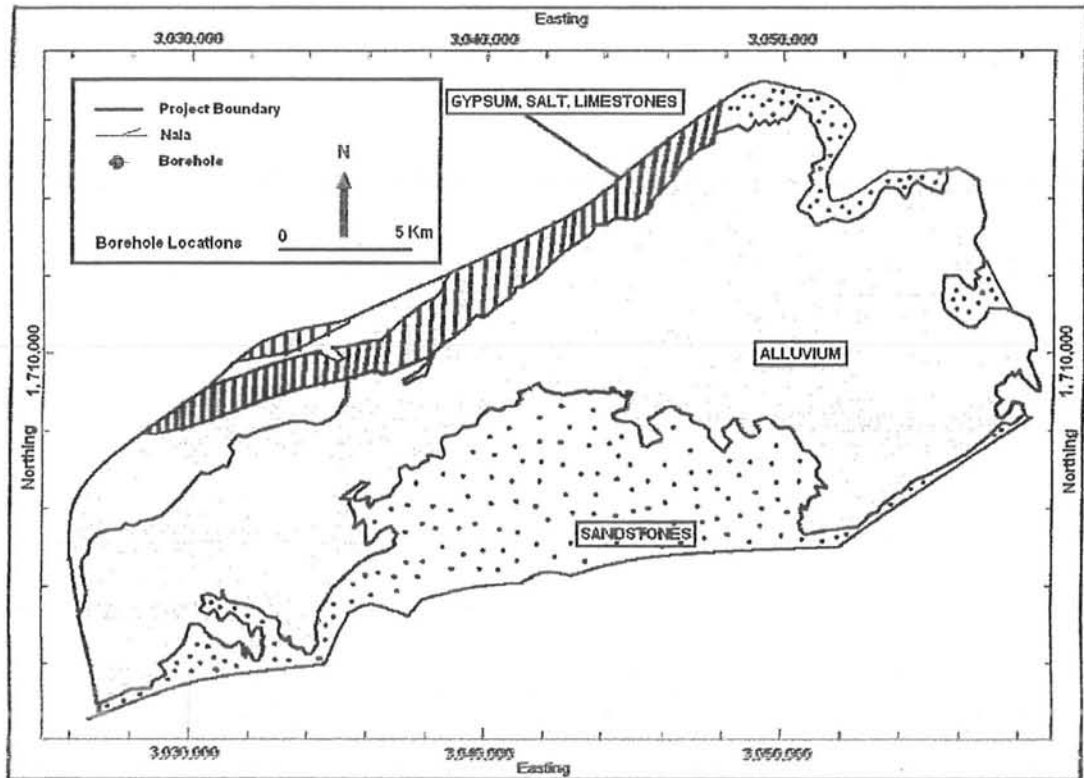 Easting
3,030,000 3,040,000 3,050,000
GYPSUM, SALT, LIMESTONES
Project Boundary
Nala
Borehole
N
Borehole Locations
0 5 Km
1,710,000
1,710,000
ALLUVIUM
Northing
Northing
SANDSTONES
3,030,000 3,040,000 3,050,000
Easting